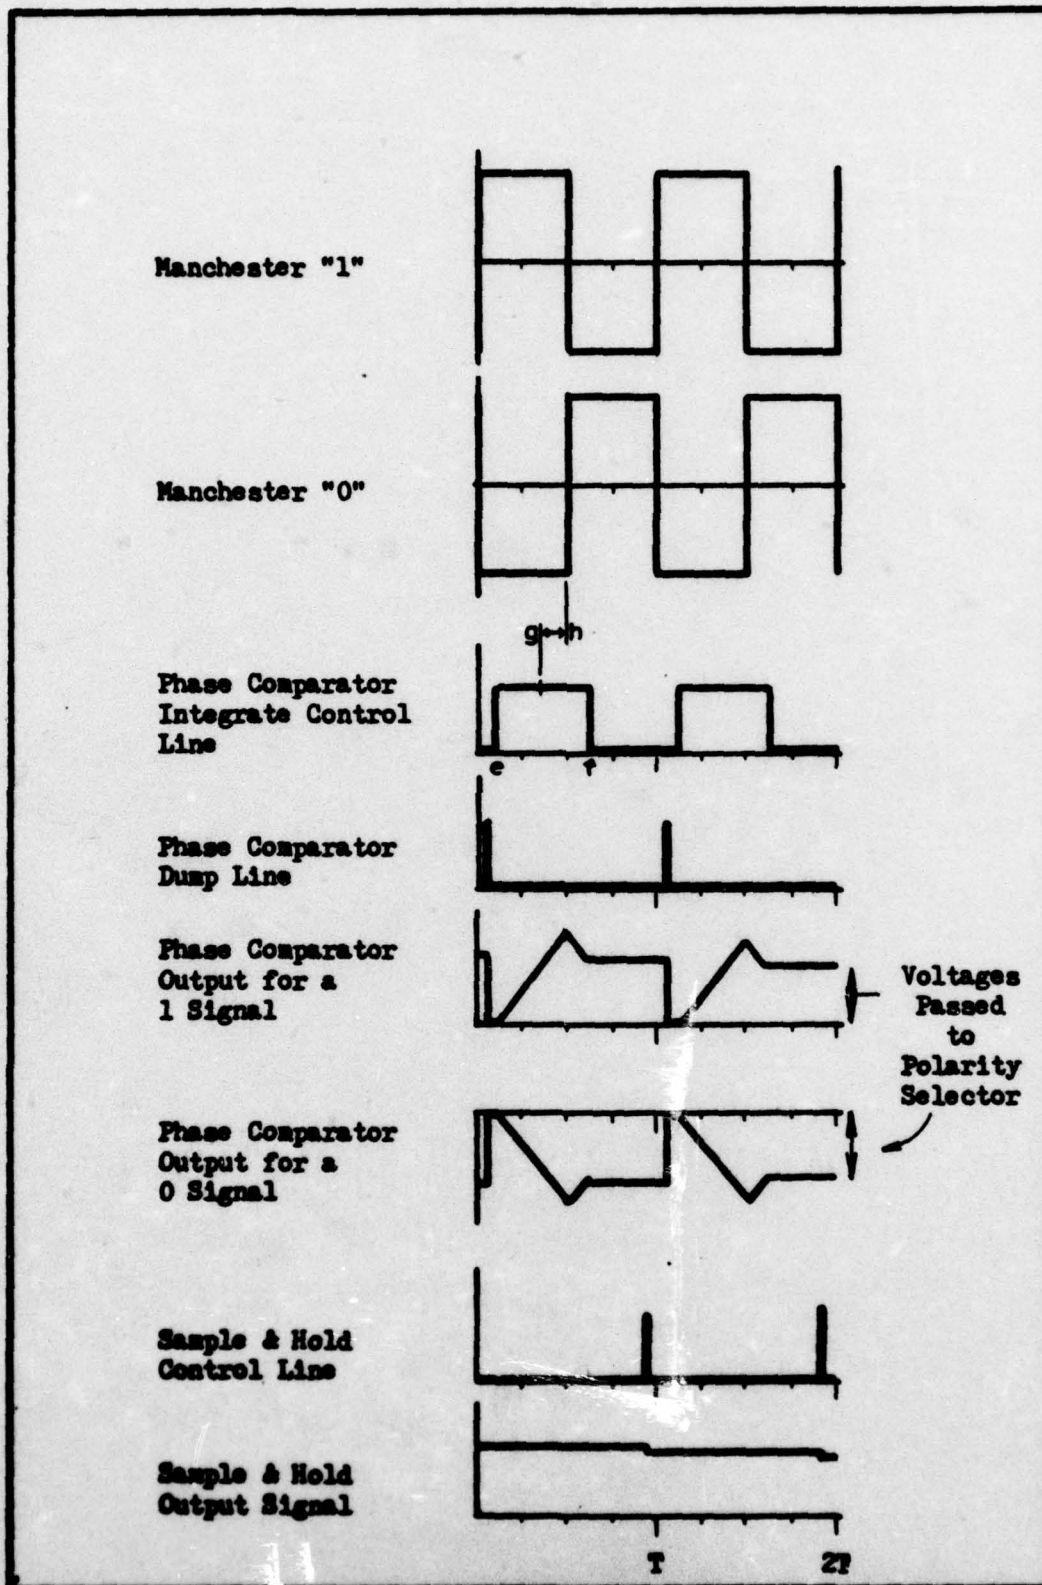 Manchester "1"
Manchester "0"
g h
Phase Comparator
Integrate Control
Line
e f
Phase Comparator
Dump Line
Phase Comparator
Output for a
1 Signal
Voltages
Passed
to
Polarity
Selector
Phase Comparator
Output for a
0 Signal
Sample & Hold
Control Line
Sample & Hold
Output Signal
T 2T